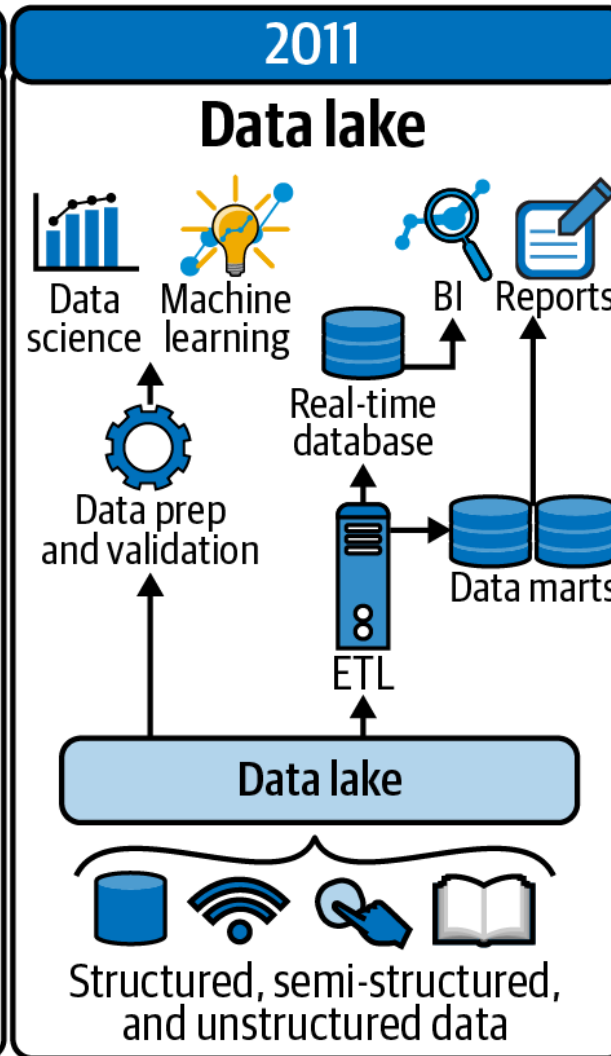 2011
Data lake
Data
science
Machine
learning
BI
Reports
Real-time
database
Data prep
and validation
Data marts
ETL
Data lake
Structured, semi-structured,
and unstructured data